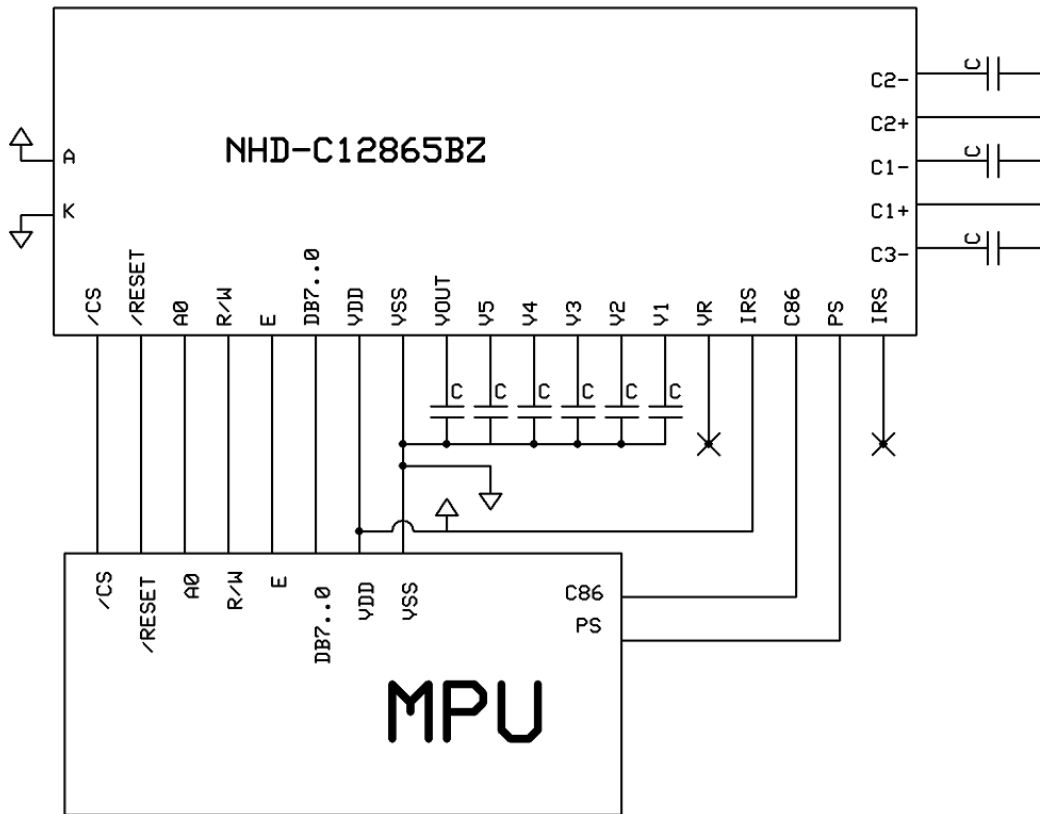 C2-
C
C2+
NHD-C12865BZ
A
C1-
C
C1+
K
C3-
C
/CS
/RESET
A0
R/W
E
DB7..0
VDD
VSS
VOUT
V5
V4
V3
V2
V1
VR
IRS
C86
PS
IRS
C
C
C
C
C
C
/CS
/RESET
A0
R/W
E
DB7..0
VDD
VSS
C86
PS
MPU